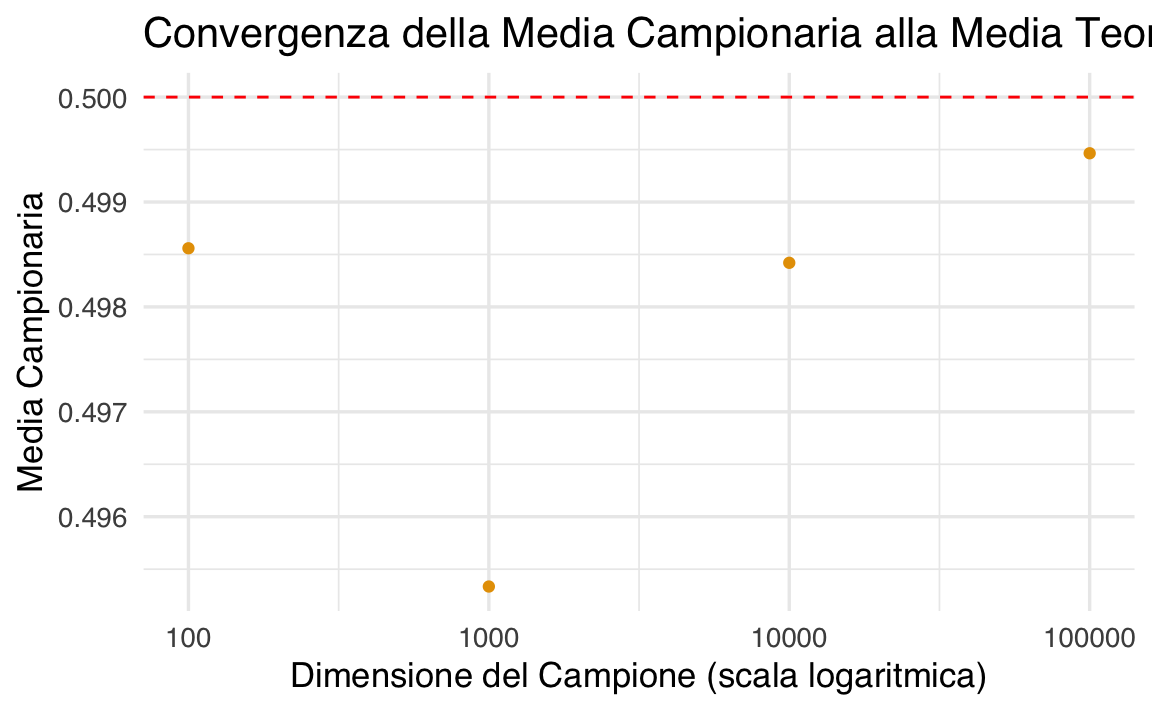 Convergenza della Media Campionaria alla Media Teor
Media Campionaria
0.500
0.499
0.498
0.497
0.496
100 1000 10000 100000
Dimensione del Campione (scala logaritmica)